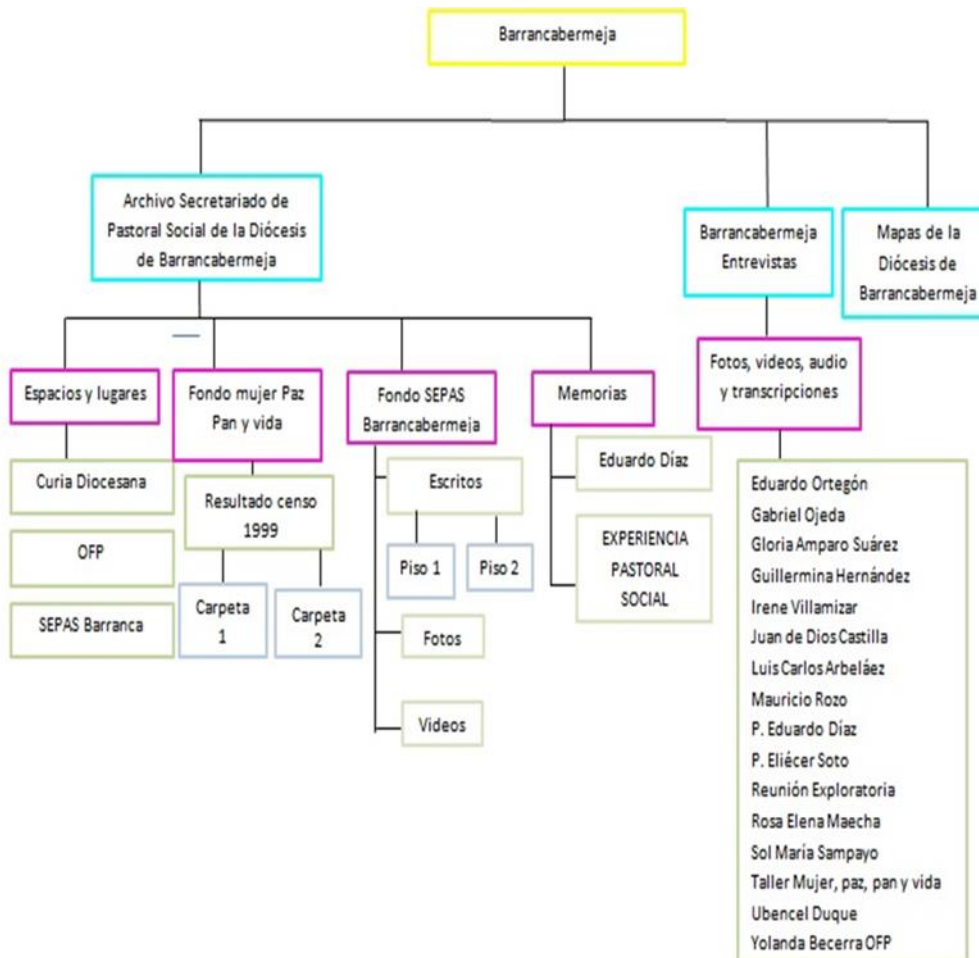 Barrancabermeja
Archivo Secretariado de
Pastoral Social de la Diócesis
de Barrancabermeja
Barrancabermeja
Entrevistas
Mapas de la
Diócesis de
Barrancabermeja
Espacios y lugares
Fondo mujer Paz
Pan y vida
Fondo SEPAS
Barrancabermeja
Memorias
Fotos, videos, audio
y transcripciones
Curia Diocesana
OFP
SEPAS Barranca
Resultado censo
1999
Carpeta
1
Carpeta
2
Escritos
Piso 1
Piso 2
Fotos
Videos
Eduardo Díaz
EXPERIENCIA
PASTORAL
SOCIAL
Eduardo Ortegón
Gabriel Ojeda
Gloria Amparo Suárez
Guillermina Hernández
Irene Villamizar
Juan de Dios Castilla
Luis Carlos Arbeláez
Mauricio Rozo
P. Eduardo Díaz
P. Eliécer Soto
Reunión Exploratoria
Rosa Elena Maecha
Sol María Sampayo
Taller Mujer, paz, pan y vida
Ubencel Duque
Yolanda Becerra OFP